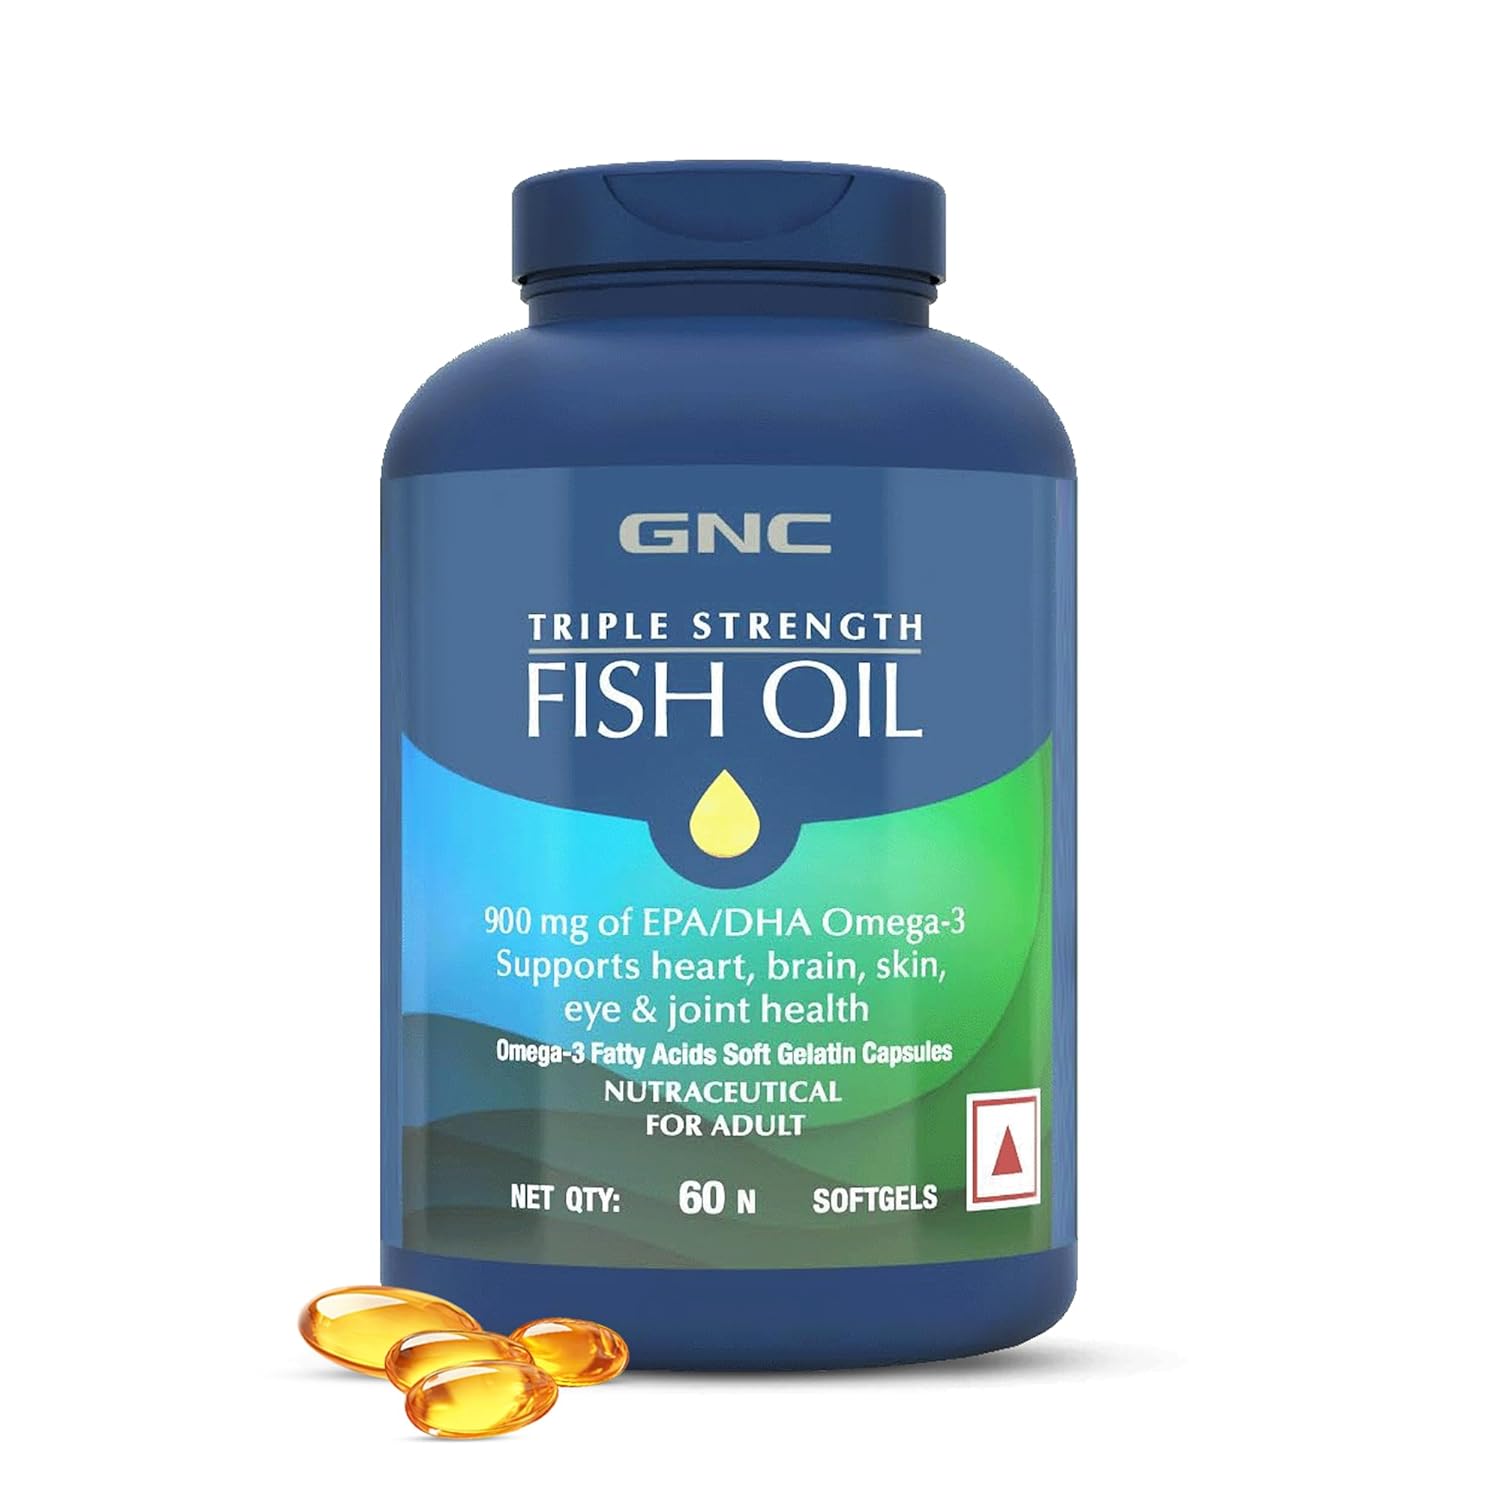 GNC
TRIPLE STRENGTH
FISH OIL
900 mg of EPA/DHA Omega-3
Supports heart, brain, skin,
eye & joint health
Omega-3 Fatty Acids Soft Gelatin Capsules
NUTRACEUTICAL
FOR ADULT
NET QTY: 60 N SOFTGELS